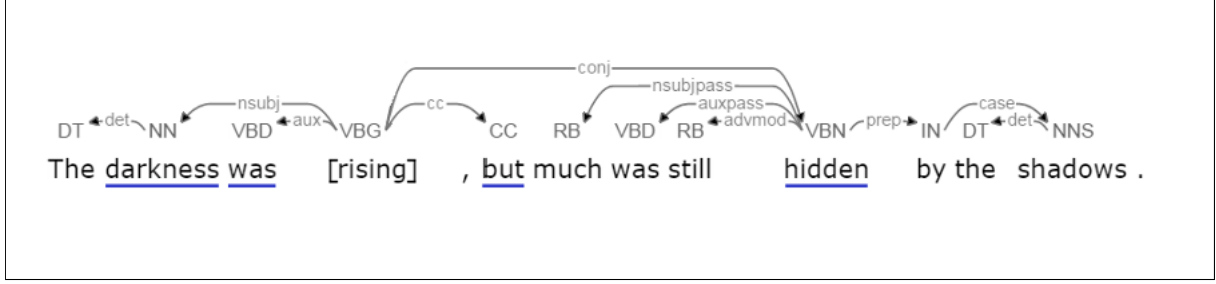 conj
nsubjpass
nsubj cc auxpass case
det aux advmod prep det
DT NN VBD VBG CC RB VBD RB VBN IN DT NNS
The darkness was [rising] , but much was still hidden by the shadows .